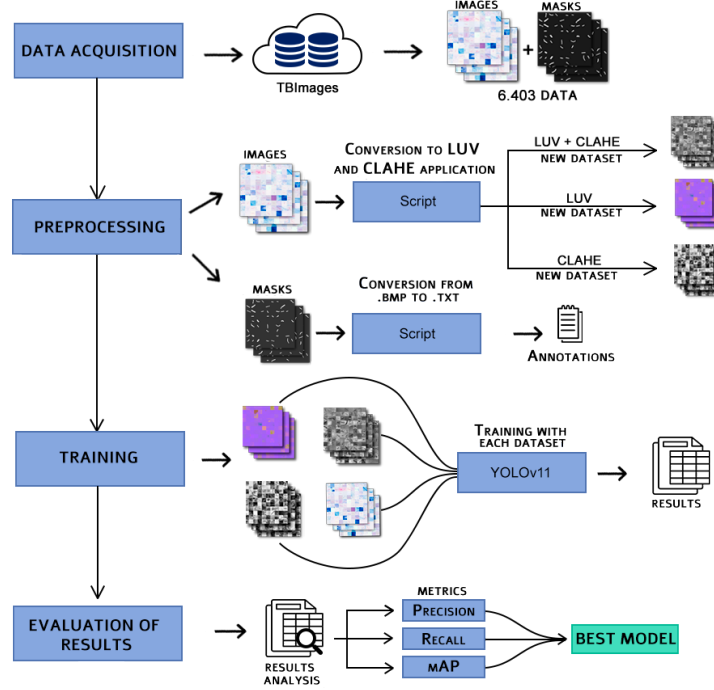 DATA ACQUISITION
TBImages
IMAGES
MASKS
+
6.403 DATA
PREPROCESSING
IMAGES
CONVERSION TO LUV
AND CLAHE APPLICATION
Script
LUV + CLAHE
NEW DATASET
LUV
NEW DATASET
CLAHE
NEW DATASET
MASKS
CONVERSION FROM
.BMP TO .TXT
Script
ANNOTATIONS
TRAINING
TRAINING WITH
EACH DATASET
YOLOv11
RESULTS
EVALUATION OF
RESULTS
RESULTS
ANALYSIS
METRICS
PRECISION
RECALL
MAP
BEST MODEL